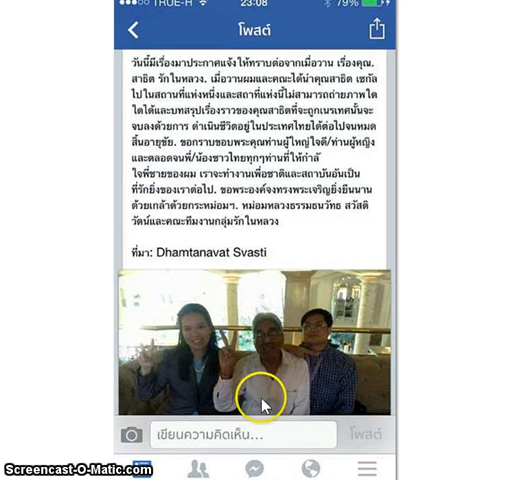 TRUE-H
23:08
79%
โพสต์
วันนี้มีเรื่องมาประกาศแจ้งให้ทราบต่อจากเมื่อวาน เรื่องคุณ.
สาธิต รักในหลวง. เมื่อวานผมและคณะได้นำคุณสาธิต เซกัล
ไปในสถานที่แห่งหนึ่งและสถาที่แห่งนี้ไม่สามารถถ่ายภาพใด
ใดได้และบทสรุปเรื่องราวของคุณสาธิตที่จะถูกเนรเทศนั้นจะ
จบลงด้วยการ ดำเนินชีวิตอยู่ในประเทศไทยได้ต่อไปจนหมด
สิ้นอายุขัย. ขอกราบขอบพระคุณท่านผู้ใหญ่ใจดี/ท่านผู้หญิง
และตลอดจนพี่/น้องชาวไทยทุกๆท่านที่ให้กำลั
ใจพี่ชายของผม เราจะทำงานเพื่อชาติและสถาบันอันเป็น
ที่รักยิ่งของเราต่อไป. ขอพระองค์จงทรงพระเจริญยิ่งยืนนาน
ด้วยเกล้าด้วยกระหม่อมฯ. หม่อมหลวงธรรมธนวัทธ สวัสดิ
วัตน์และคณะทีมงานกลุ่มรักในหลวง
ที่มา: Dhamtanavat Svasti
เขียนความคิดเห็น...
โพสต์
Screencast-O-Matic.com